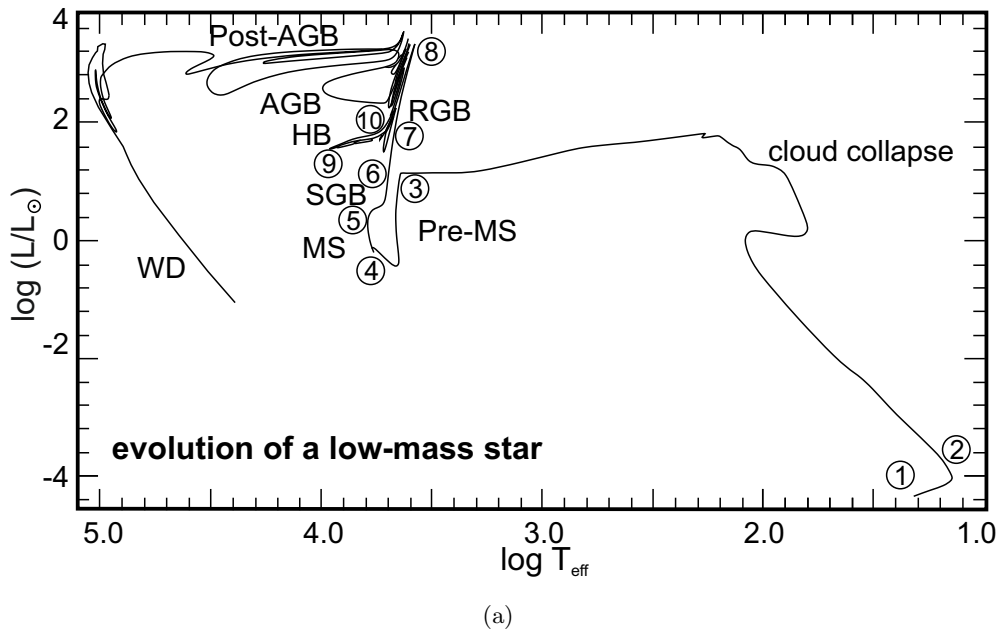 4
Post-AGB
⑧
AGB
RGB
2
⑩
HB
⑦
cloud collapse
⑨
⑥
③
SGB
log (L/L⊙)
⑤
Pre-MS
0
MS
④
WD
-2
evolution of a low-mass star
②
①
-4
5.0 4.0 3.0 2.0 1.0
log Teff
(a)